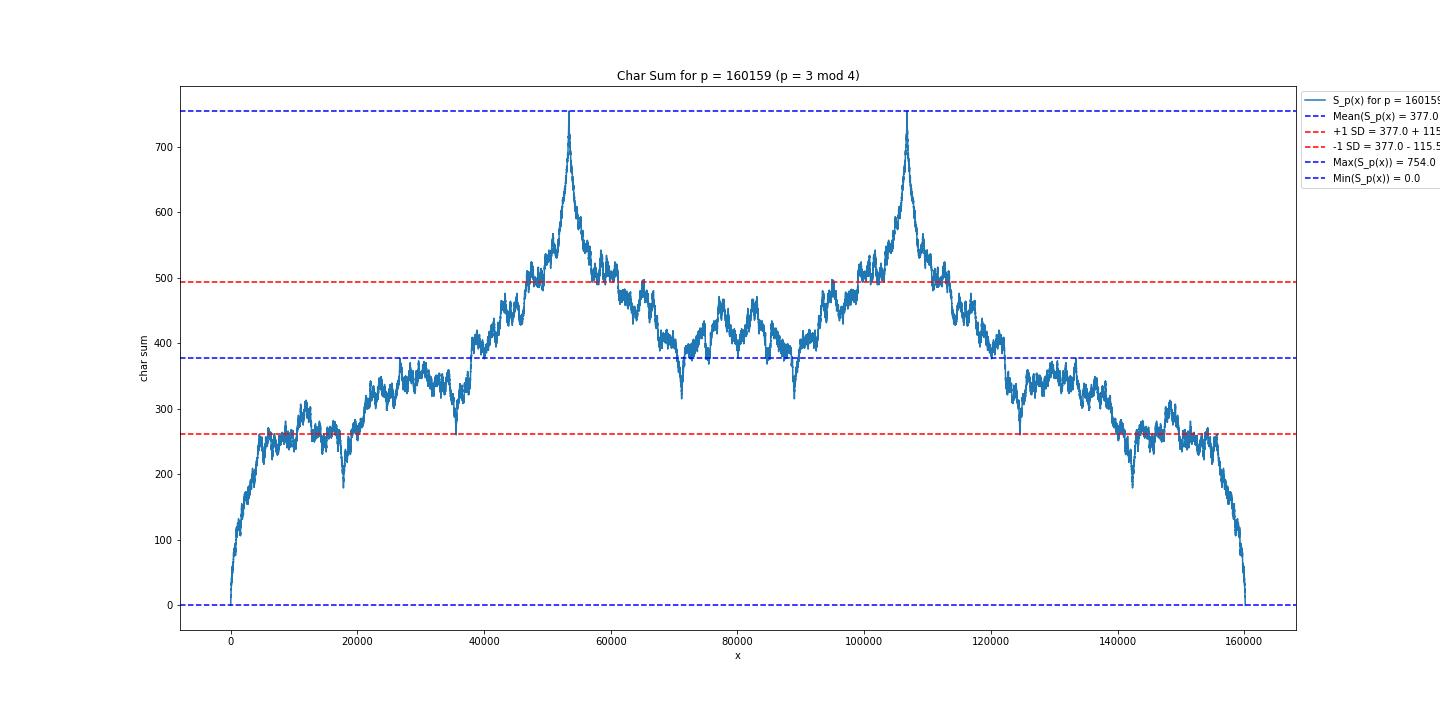 Char Sum for p = 160159 (p = 3 mod 4)
S_p(x) for p = 160159
Mean(S_p(x) = 377.0
+1 SD = 377.0 + 115
-1 SD = 377.0 - 115.5
Max(S_p(x)) = 754.0
Min(S_p(x)) = 0.0
char sum
700
600
500
400
300
200
100
0
0 20000 40000 60000 80000 100000 120000 140000 160000
x